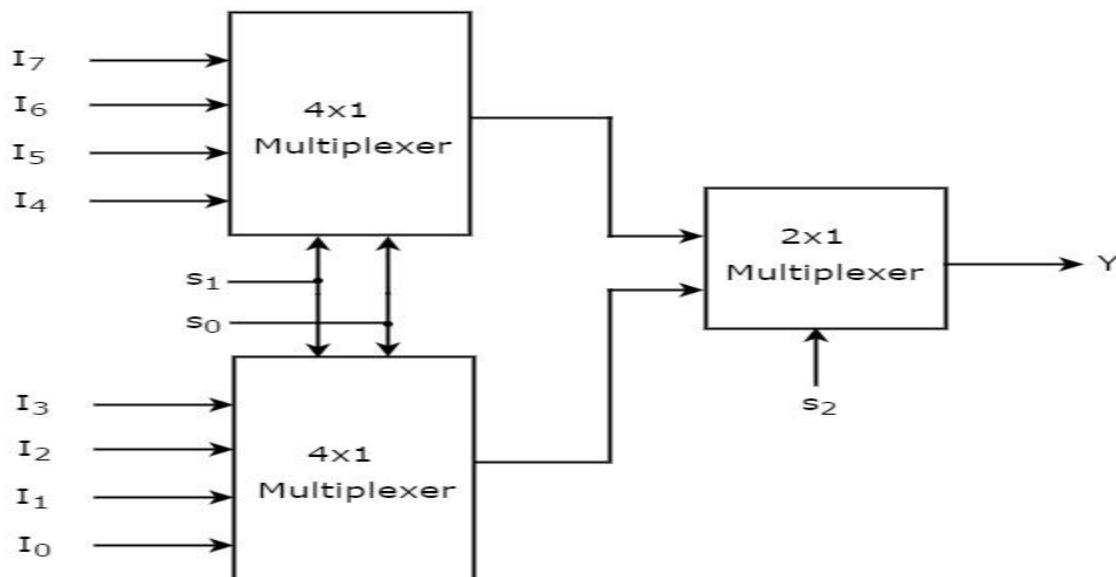 I₇
I₆
I₅
I₄
4x1
Multiplexer
s₁
s₀
I₃
I₂
I₁
I₀
4x1
Multiplexer
2x1
Multiplexer
s₂
Y